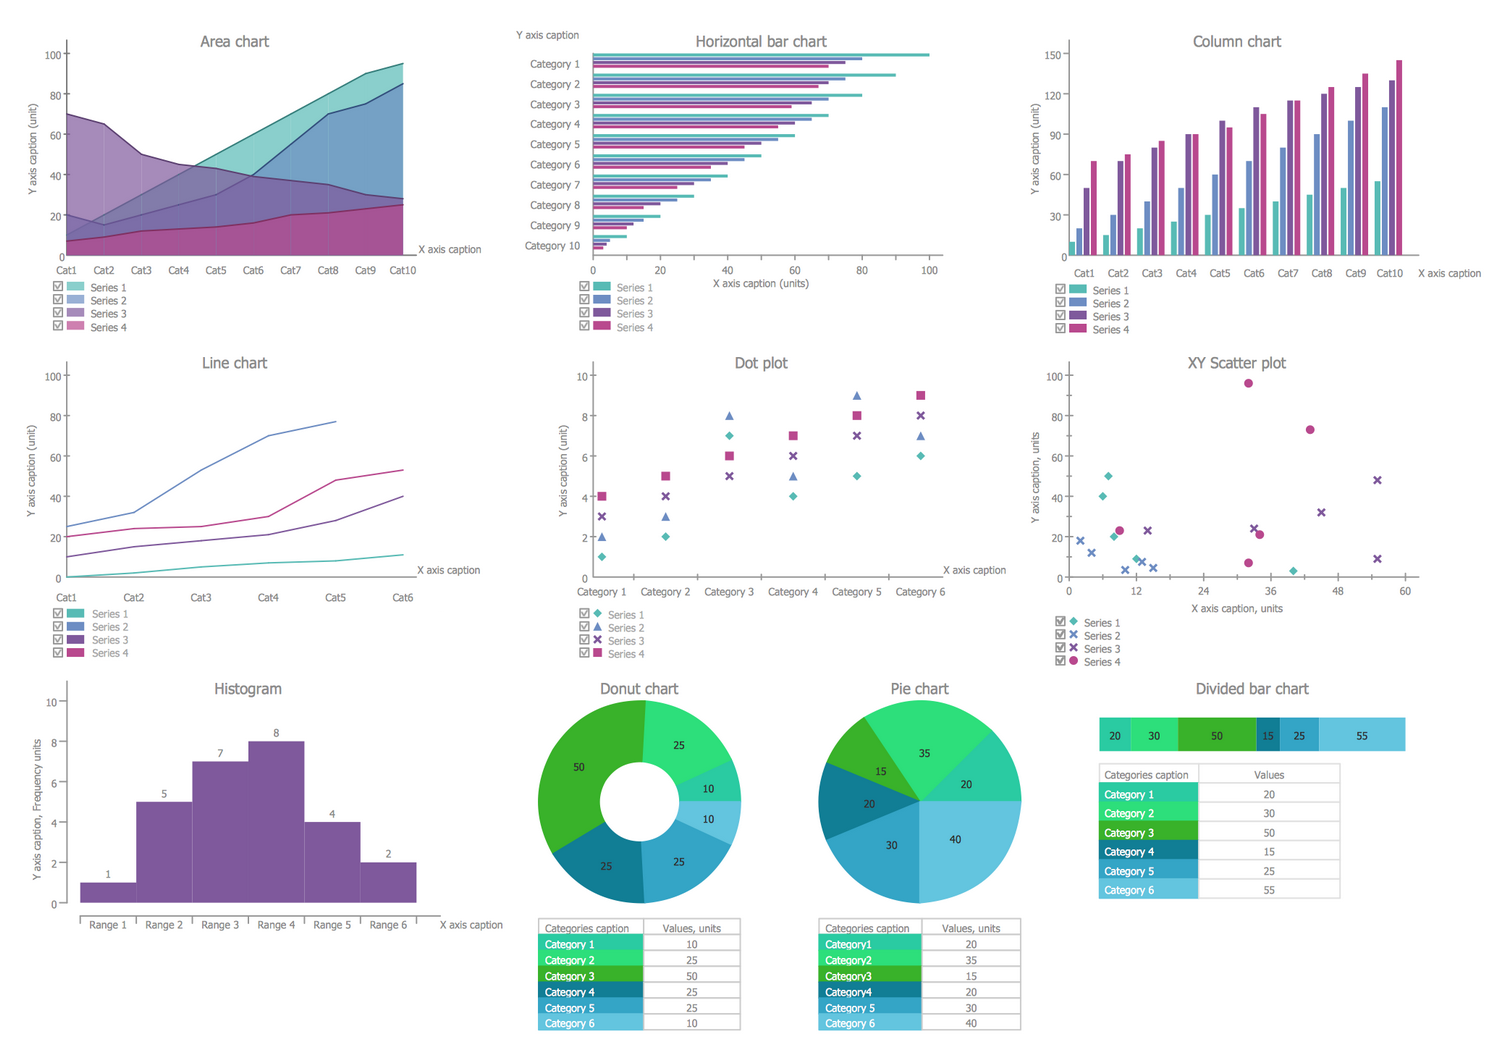 Area chart
Y axis caption (unit)
100
80
60
40
20
0
Cat1 Cat2 Cat3 Cat4 Cat5 Cat6 Cat7 Cat8 Cat9 Cat10
X axis caption
Series 1
Series 2
Series 3
Series 4
Y axis caption
Horizontal bar chart
Category 1
Category 2
Category 3
Category 4
Category 5
Category 6
Category 7
Category 8
Category 9
Category 10
0 20 40 60 80 100
X axis caption (units)
Series 1
Series 2
Series 3
Series 4
Column chart
Y axis caption (unit)
150
120
90
60
30
0
Cat1 Cat2 Cat3 Cat4 Cat5 Cat6 Cat7 Cat8 Cat9 Cat10
X axis caption
Series 1
Series 2
Series 3
Series 4
Line chart
Y axis caption (unit)
100
80
60
40
20
0
Cat1 Cat2 Cat3 Cat4 Cat5 Cat6
X axis caption
Series 1
Series 2
Series 3
Series 4
Dot plot
Y axis caption (unit)
10
8
6
4
2
0
Category 1 Category 2 Category 3 Category 4 Category 5 Category 6
X axis caption
Series 1
Series 2
Series 3
Series 4
XY Scatter plot
Y axis caption, units
100
80
60
40
20
0
0 12 24 36 48 60
X axis caption, units
Series 1
Series 2
Series 3
Series 4
Histogram
Y axis caption, Frequency units
10
8
6
4
2
0
1
5
7
8
4
2
Range 1 Range 2 Range 3 Range 4 Range 5 Range 6
X axis caption
Donut chart
10
25
50
25
25
10
Categories caption Values, units
Category 1 10
Category 2 25
Category 3 50
Category 4 25
Category 5 25
Category 6 10
Pie chart
20
35
15
20
30
40
Categories caption Values, units
Category1 20
Category2 35
Category3 15
Category4 20
Category 5 30
Category 6 40
Divided bar chart
20 30 50 15 25 55
Categories caption Values
Category 1 20
Category 2 30
Category 3 50
Category 4 15
Category 5 25
Category 6 55